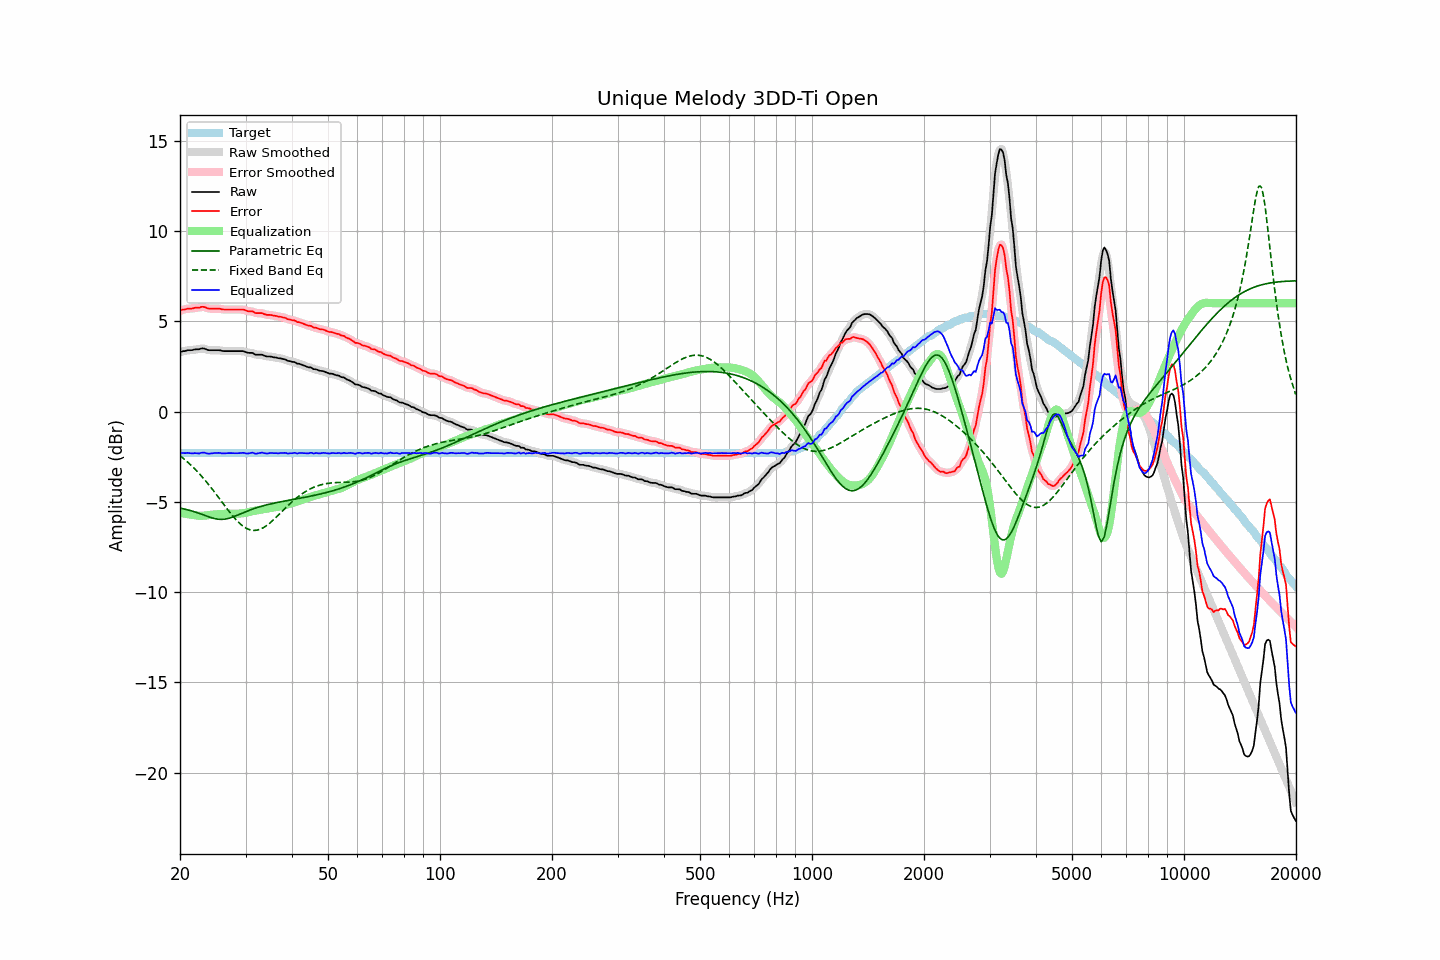 Unique Melody 3DD-Ti Open
Target
Raw Smoothed
Error Smoothed
Raw
Error
Equalization
Parametric Eq
Fixed Band Eq
Equalized
15
10
5
0
−5
−10
−15
−20
Amplitude (dBr)
20
50
100
200
500
1000
2000
5000
10000
20000
Frequency (Hz)